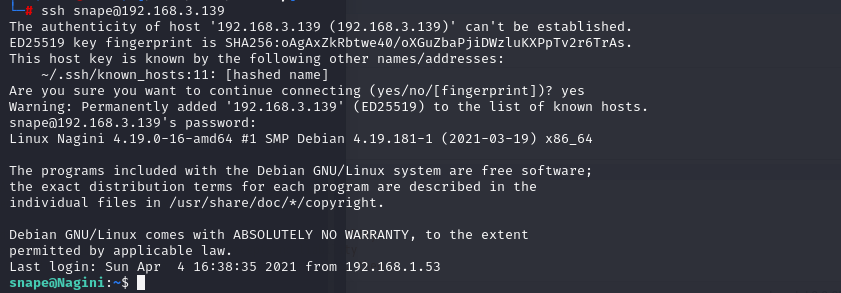 └─# ssh snape@192.168.3.139
The authenticity of host '192.168.3.139 (192.168.3.139)' can't be established.
ED25519 key fingerprint is SHA256:oAgAxZkRbtwe40/oXGuZbaPjiDWzluKXPpTv2r6TrAs.
This host key is known by the following other names/addresses:
    ~/.ssh/known_hosts:11: [hashed name]
Are you sure you want to continue connecting (yes/no/[fingerprint])? yes
Warning: Permanently added '192.168.3.139' (ED25519) to the list of known hosts.
snape@192.168.3.139's password:
Linux Nagini 4.19.0-16-amd64 #1 SMP Debian 4.19.181-1 (2021-03-19) x86_64
The programs included with the Debian GNU/Linux system are free software;
the exact distribution terms for each program are described in the
individual files in /usr/share/doc/*/copyright.
Debian GNU/Linux comes with ABSOLUTELY NO WARRANTY, to the extent
permitted by applicable law.
Last login: Sun Apr  4 16:38:35 2021 from 192.168.1.53
snape@Nagini:~$